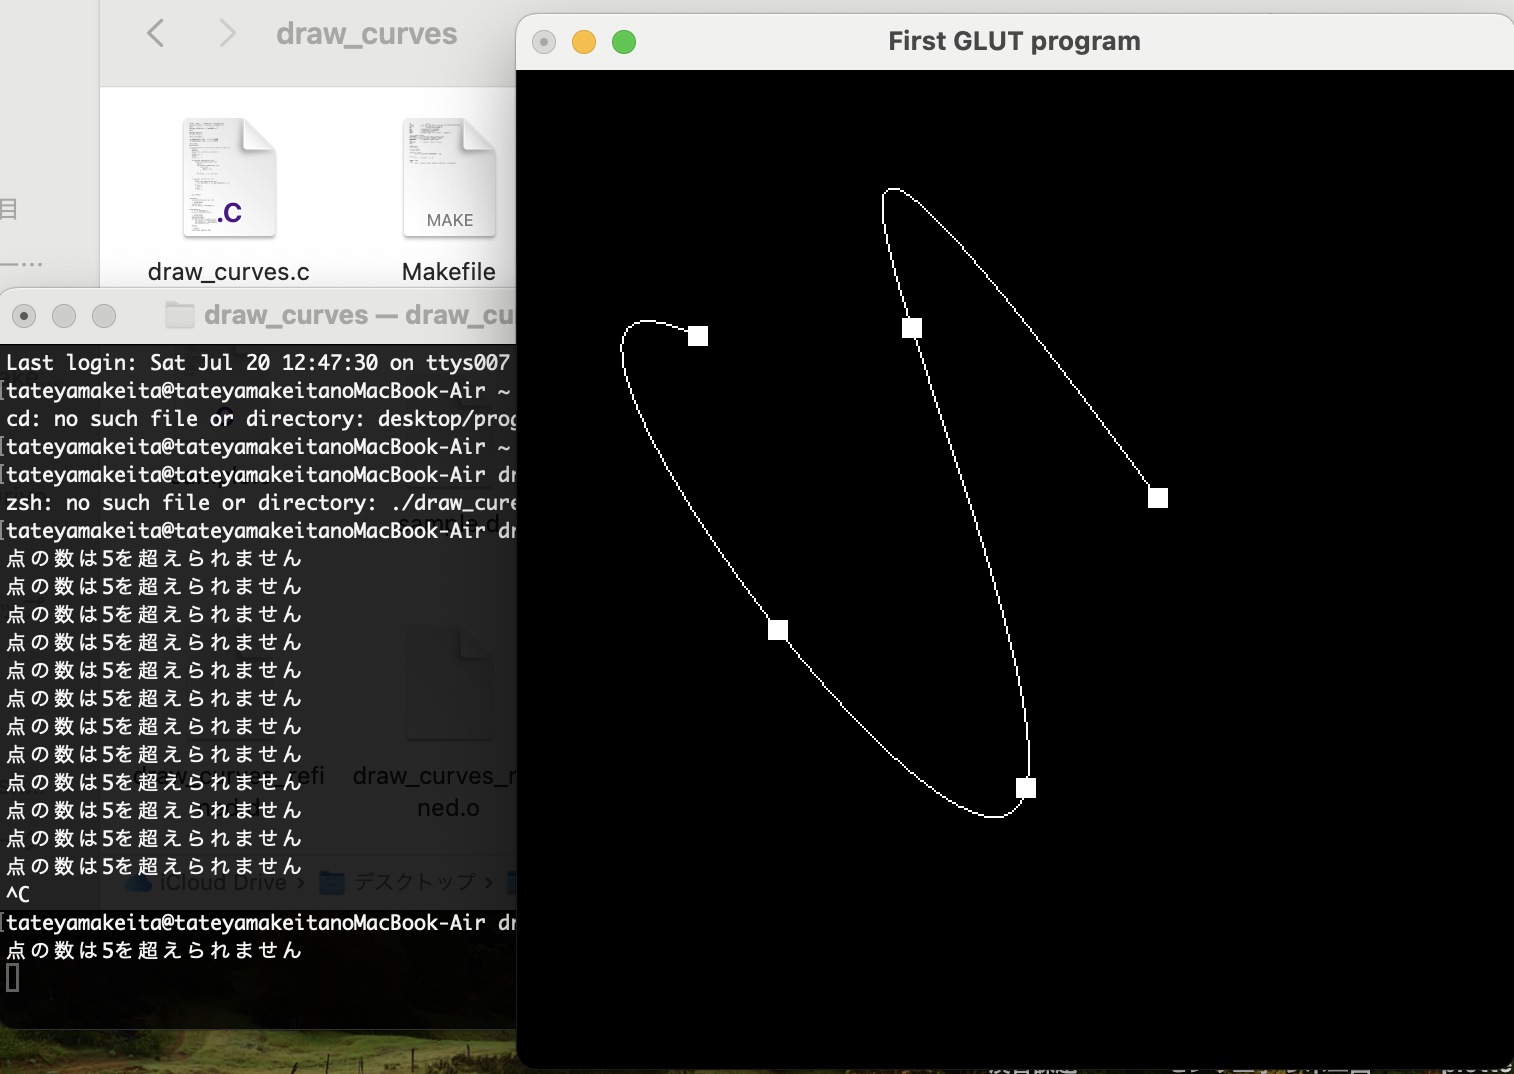 draw_curves
First GLUT program
.C
MAKE
draw_curves.c
Makefile
目
draw_curves — draw_cu
Last login: Sat Jul 20 12:47:30 on ttys007
tateyamakeita@tateyamakeitanoMacBook-Air ~
cd: no such file or directory: desktop/prog
tateyamakeita@tateyamakeitanoMacBook-Air ~
tateyamakeita@tateyamakeitanoMacBook-Air dr
zsh: no such file or directory: ./draw_cure
tateyamakeita@tateyamakeitanoMacBook-Air dr
sample.d
点の数は5を超えられません
点の数は5を超えられません
点の数は5を超えられません
点の数は5を超えられません
点の数は5を超えられません
点の数は5を超えられません
点の数は5を超えられません
点の数は5を超えられません
点の数は5を超えられません
draw_curves_refi
ned.d
draw_curves_r
ned.o
点の数は5を超えられません
点の数は5を超えられません
点の数は5を超えられません
iCloud Drive › デスクトップ ›
^C
tateyamakeita@tateyamakeitanoMacBook-Air dr
点の数は5を超えられません